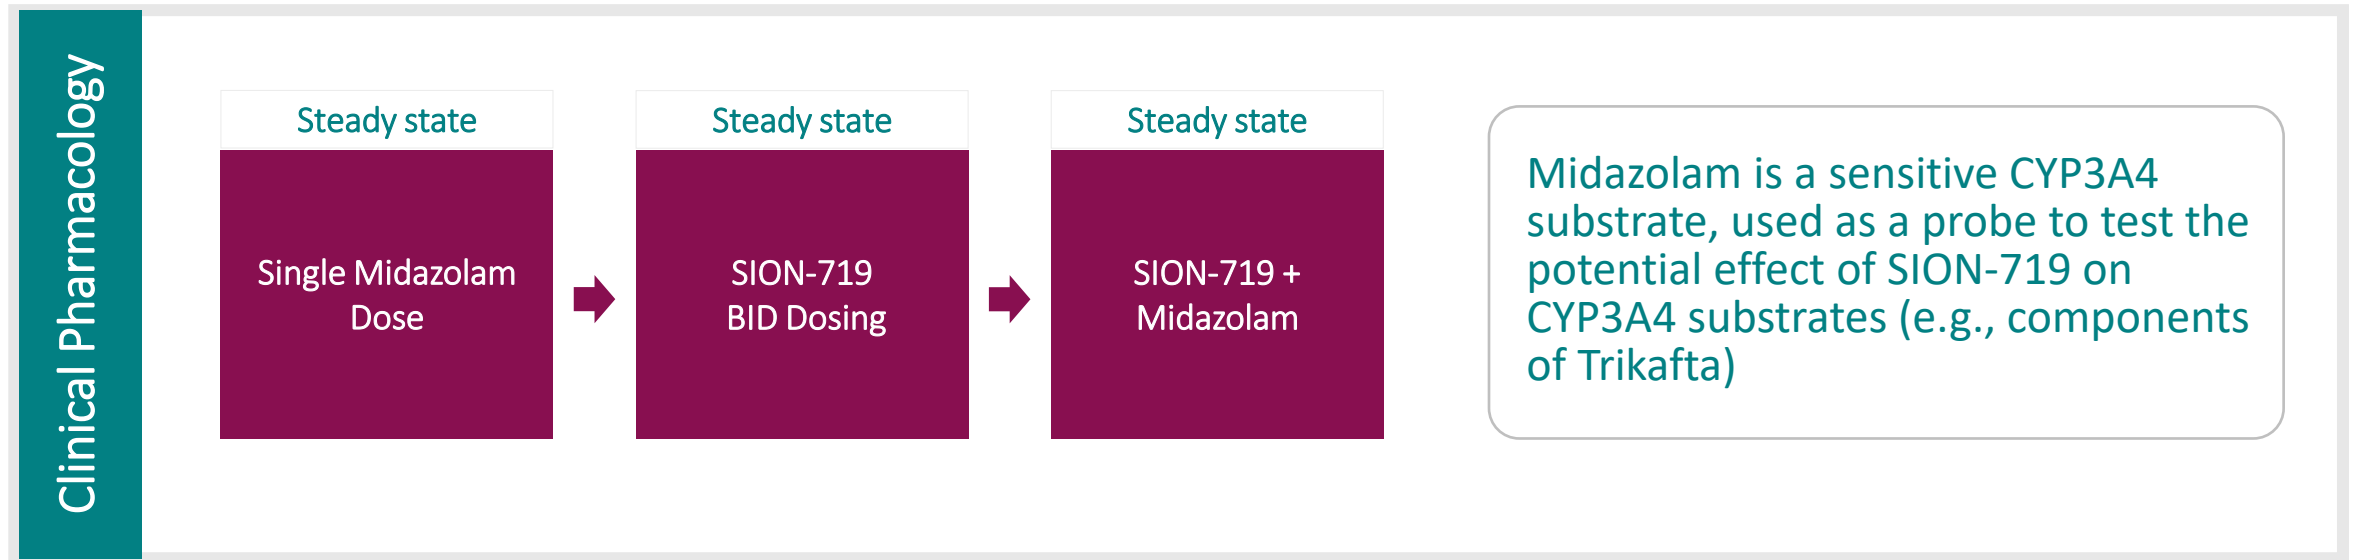 Clinical Pharmacology
Steady state
Single Midazolam
Dose
Steady state
SION-719
BID Dosing
Steady state
SION-719 +
Midazolam
Midazolam is a sensitive CYP3A4
substrate, used as a probe to test the
potential effect of SION-719 on
CYP3A4 substrates (e.g., components
of Trikafta)